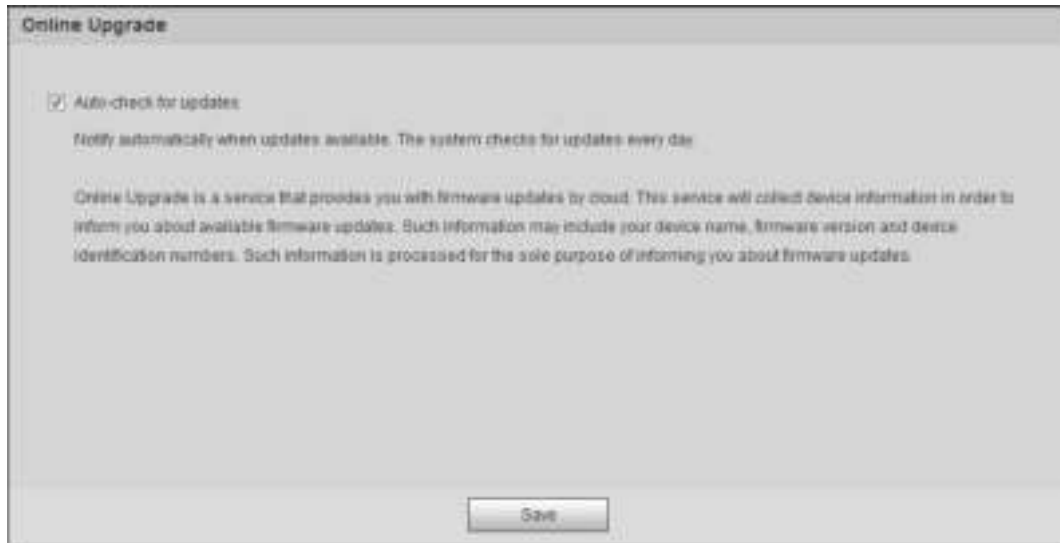 Online Upgrade
Auto-check for updates
Notify automatically when updates available. The system checks for updates every day.
Online Upgrade is a service that provides you with firmware updates by cloud. This service will collect device information in order to
inform you about available firmware updates. Such information may include your device name, firmware version and device
identification numbers. Such information is processed for the sole purpose of informing you about firmware updates.
Save